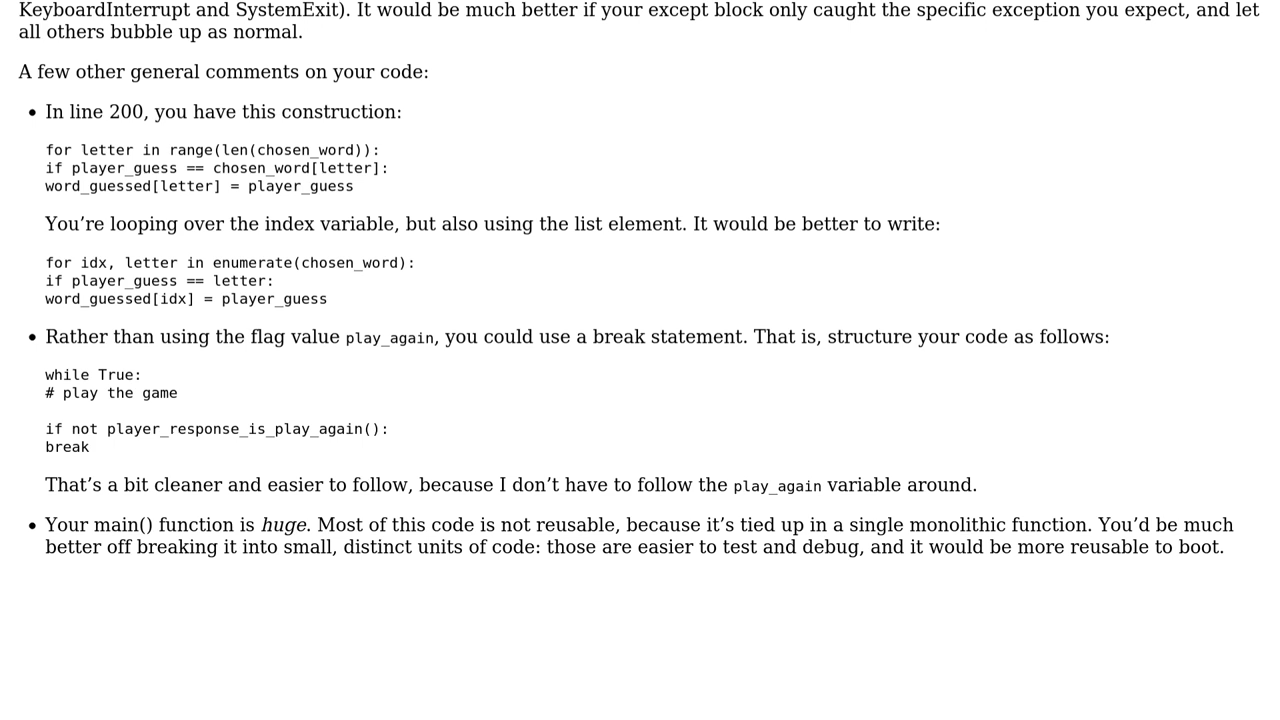 KeyboardInterrupt and SystemExit). It would be much better if your except block only caught the specific exception you expect, and let
all others bubble up as normal.
A few other general comments on your code:
• In line 200, you have this construction:
for letter in range(len(chosen_word)):
if player_guess == chosen_word[letter]:
word_guessed[letter] = player_guess
You’re looping over the index variable, but also using the list element. It would be better to write:
for idx, letter in enumerate(chosen_word):
if player_guess == letter:
word_guessed[idx] = player_guess
• Rather than using the flag value play_again, you could use a break statement. That is, structure your code as follows:
while True:
# play the game
if not player_response_is_play_again():
break
That’s a bit cleaner and easier to follow, because I don’t have to follow the play_again variable around.
• Your main() function is huge. Most of this code is not reusable, because it’s tied up in a single monolithic function. You’d be much
better off breaking it into small, distinct units of code: those are easier to test and debug, and it would be more reusable to boot.